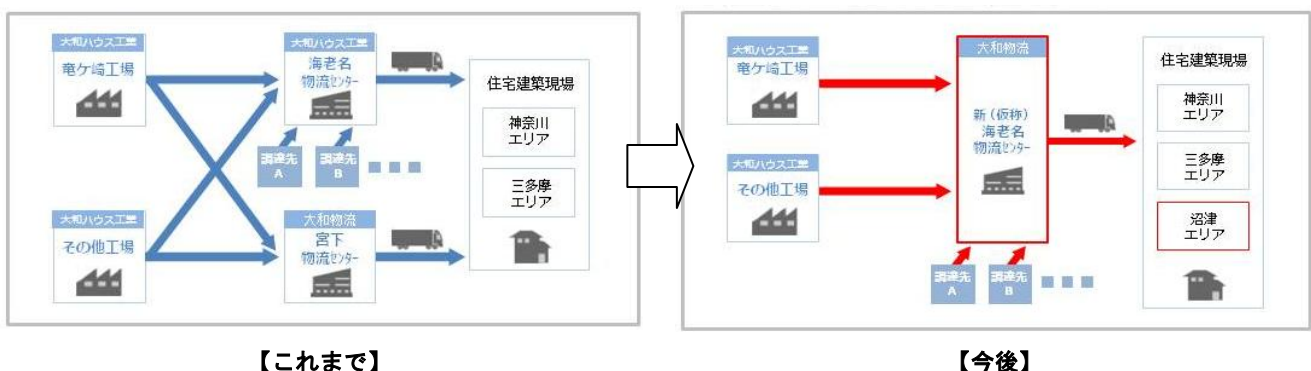 大和ハウス工業
竜ケ崎工場
大和ハウス工業
海老名
物流センター
住宅建築現場
神奈川
エリア
三多摩
エリア
調達先
A
調達先
B
大和ハウス工業
その他工場
大和物流
宮下
物流センター
【これまで】
大和ハウス工業
竜ケ崎工場
大和ハウス工業
その他工場
大和物流
新(仮称)
海老名
物流センター
調達先
A
調達先
B
住宅建築現場
神奈川
エリア
三多摩
エリア
沼津
エリア
【今後】